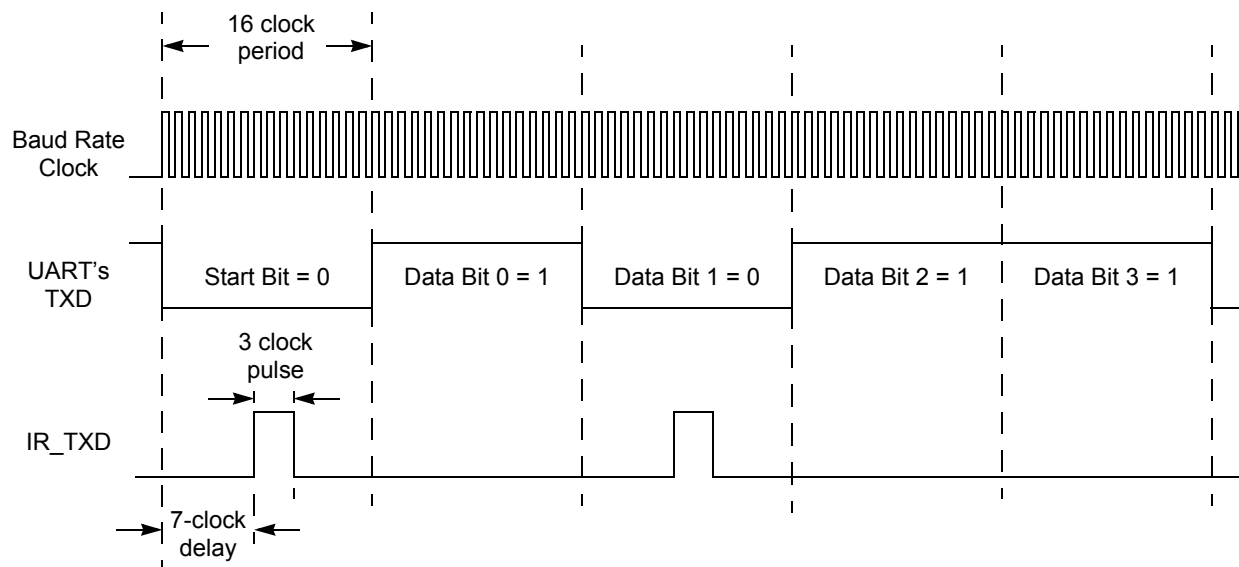 16 clock
period
Baud Rate
Clock
UART's
TXD
Start Bit = 0
Data Bit 0 = 1
Data Bit 1 = 0
Data Bit 2 = 1
Data Bit 3 = 1
3 clock
pulse
IR_TXD
7-clock
delay